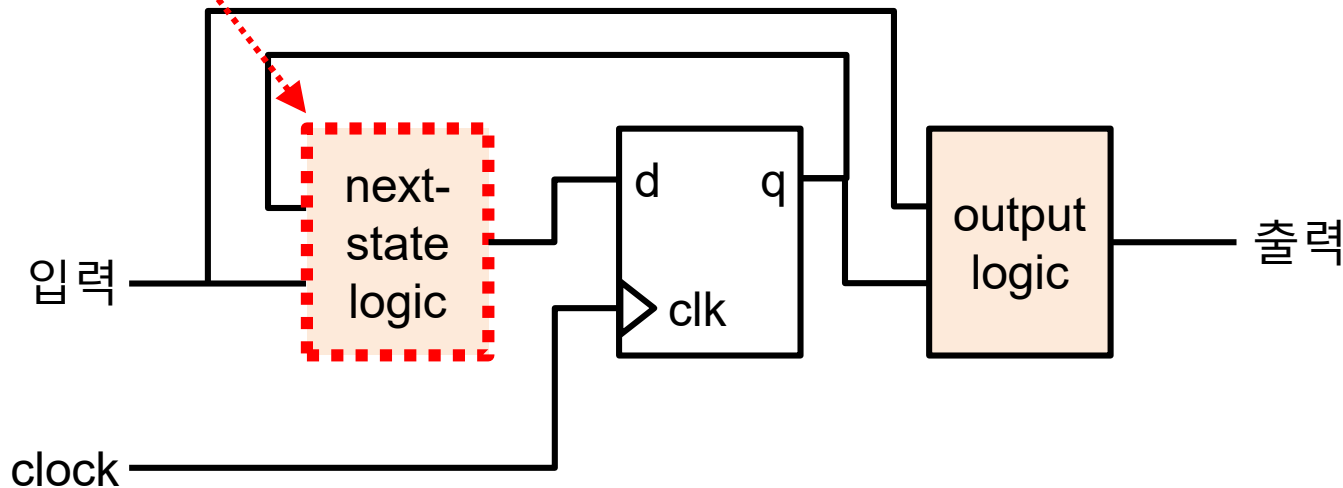 입력
next-
state
logic
d
q
clk
output
logic
출력
clock